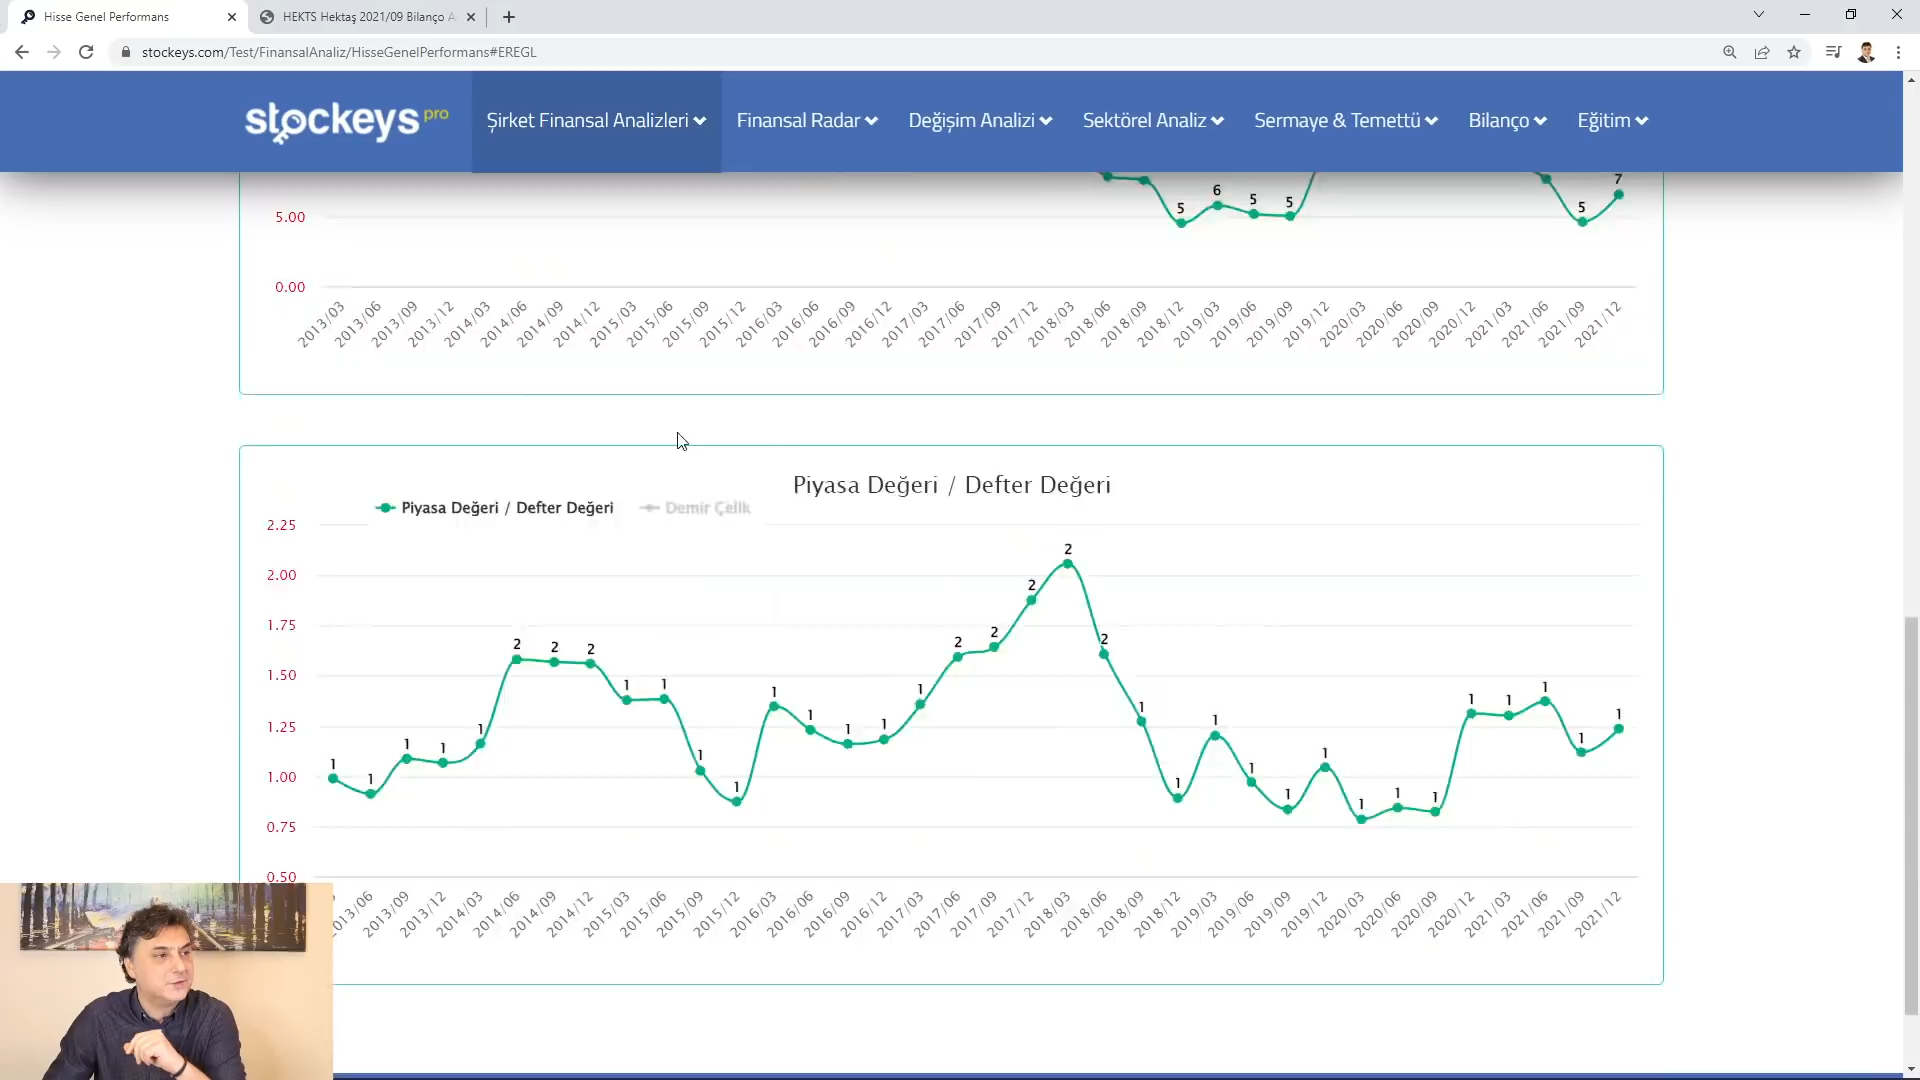 Hisse Genel Performans
HEKTS Hektaş 2021/09 Bilanço A
stockeys.com/Test/FinansalAnaliz/HisseGenelPerformans#EREGL
stockeys pro
Şirket Finansal Analizleri
Finansal Radar
Değişim Analizi
Sektörel Analiz
Sermaye & Temettü
Bilanço
Eğitim
5 6 5 5 5 7
5.00
0.00
2013/03 2013/06 2013/09 2013/12 2014/03 2014/06 2014/09 2014/12 2015/03 2015/06 2015/09 2015/12 2016/03 2016/06 2016/09 2016/12 2017/03 2017/06 2017/09 2017/12 2018/03 2018/06 2018/09 2018/12 2019/03 2019/06 2019/09 2019/12 2020/03 2020/06 2020/09 2020/12 2021/03 2021/06 2021/09 2021/12
Piyasa Değeri / Defter Değeri
Piyasa Değeri / Defter Değeri
Demir Çelik
2.25
2.00
1.75
1.50
1.25
1.00
0.75
0.50
1 1 1 1 1 2 2 2 1 1 1 1 1 1 1 1 1 2 2 2 2 2 1 1 1 1 1 1 1 1 1 1 1 1 1 1
2013/06 2013/09 2013/12 2014/03 2014/06 2014/09 2014/12 2015/03 2015/06 2015/09 2015/12 2016/03 2016/06 2016/09 2016/12 2017/03 2017/06 2017/09 2017/12 2018/03 2018/06 2018/09 2018/12 2019/03 2019/06 2019/09 2019/12 2020/03 2020/06 2020/09 2020/12 2021/03 2021/06 2021/09 2021/12